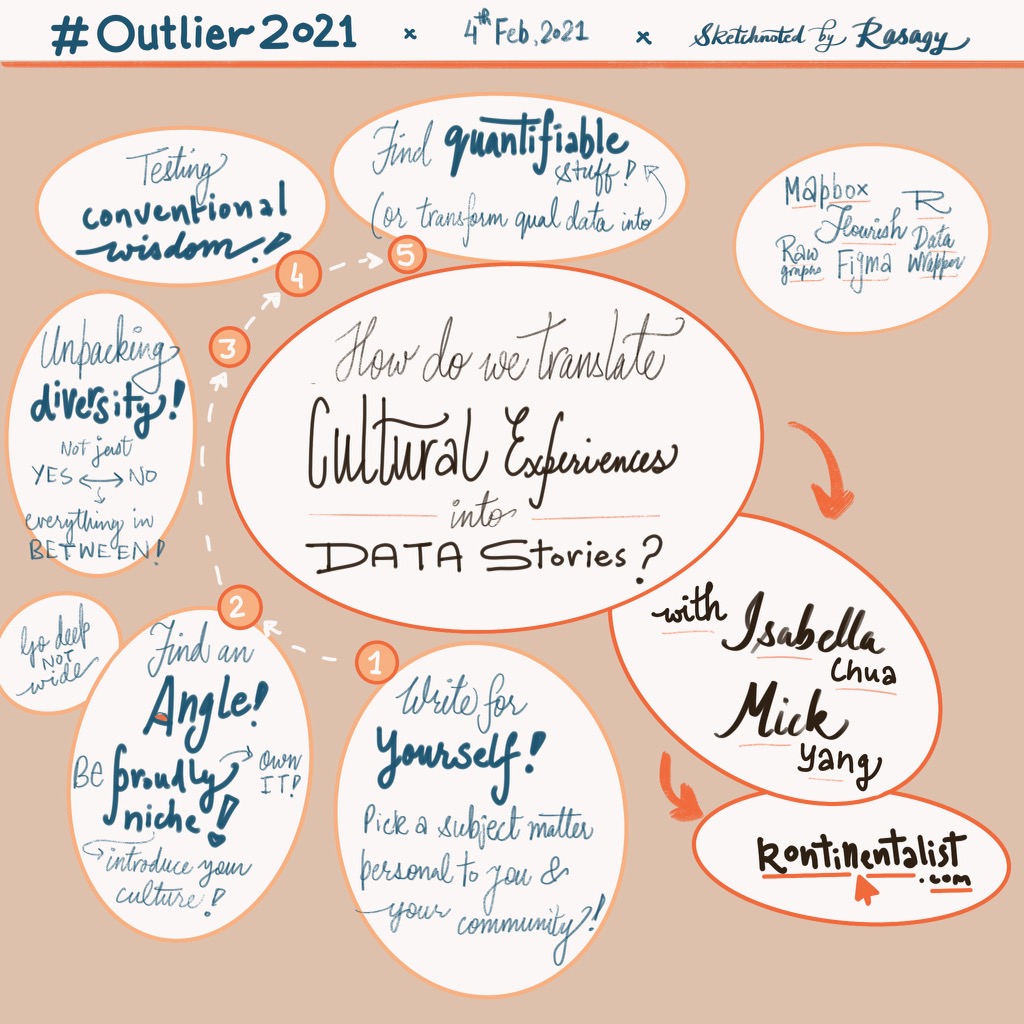 #Outlier2021 x 4th Feb, 2021 x Sketchnoted by Rasagy
How do we translate
Cultural Experiences
into
DATA Stories?
with Isabella
Chua
Mick
Yang
kontinentalist
.com
1
Write for
yourself!
Pick a subject matter
personal to you &
your community!
2
Find an
Angle!
Be proudly
niche!
own
IT!
introduce your
culture!
Go deep
NOT
wide
3
Unpacking
diversity!
Not just
YES ↔ NO
everything in
BETWEEN!
4
Testing
conventional
wisdom!
5
Find quantifiable
stuff!
(or transform qual data into
Mapbox
R
Flourish
Raw
graphs
Figma
Data
Wrapper